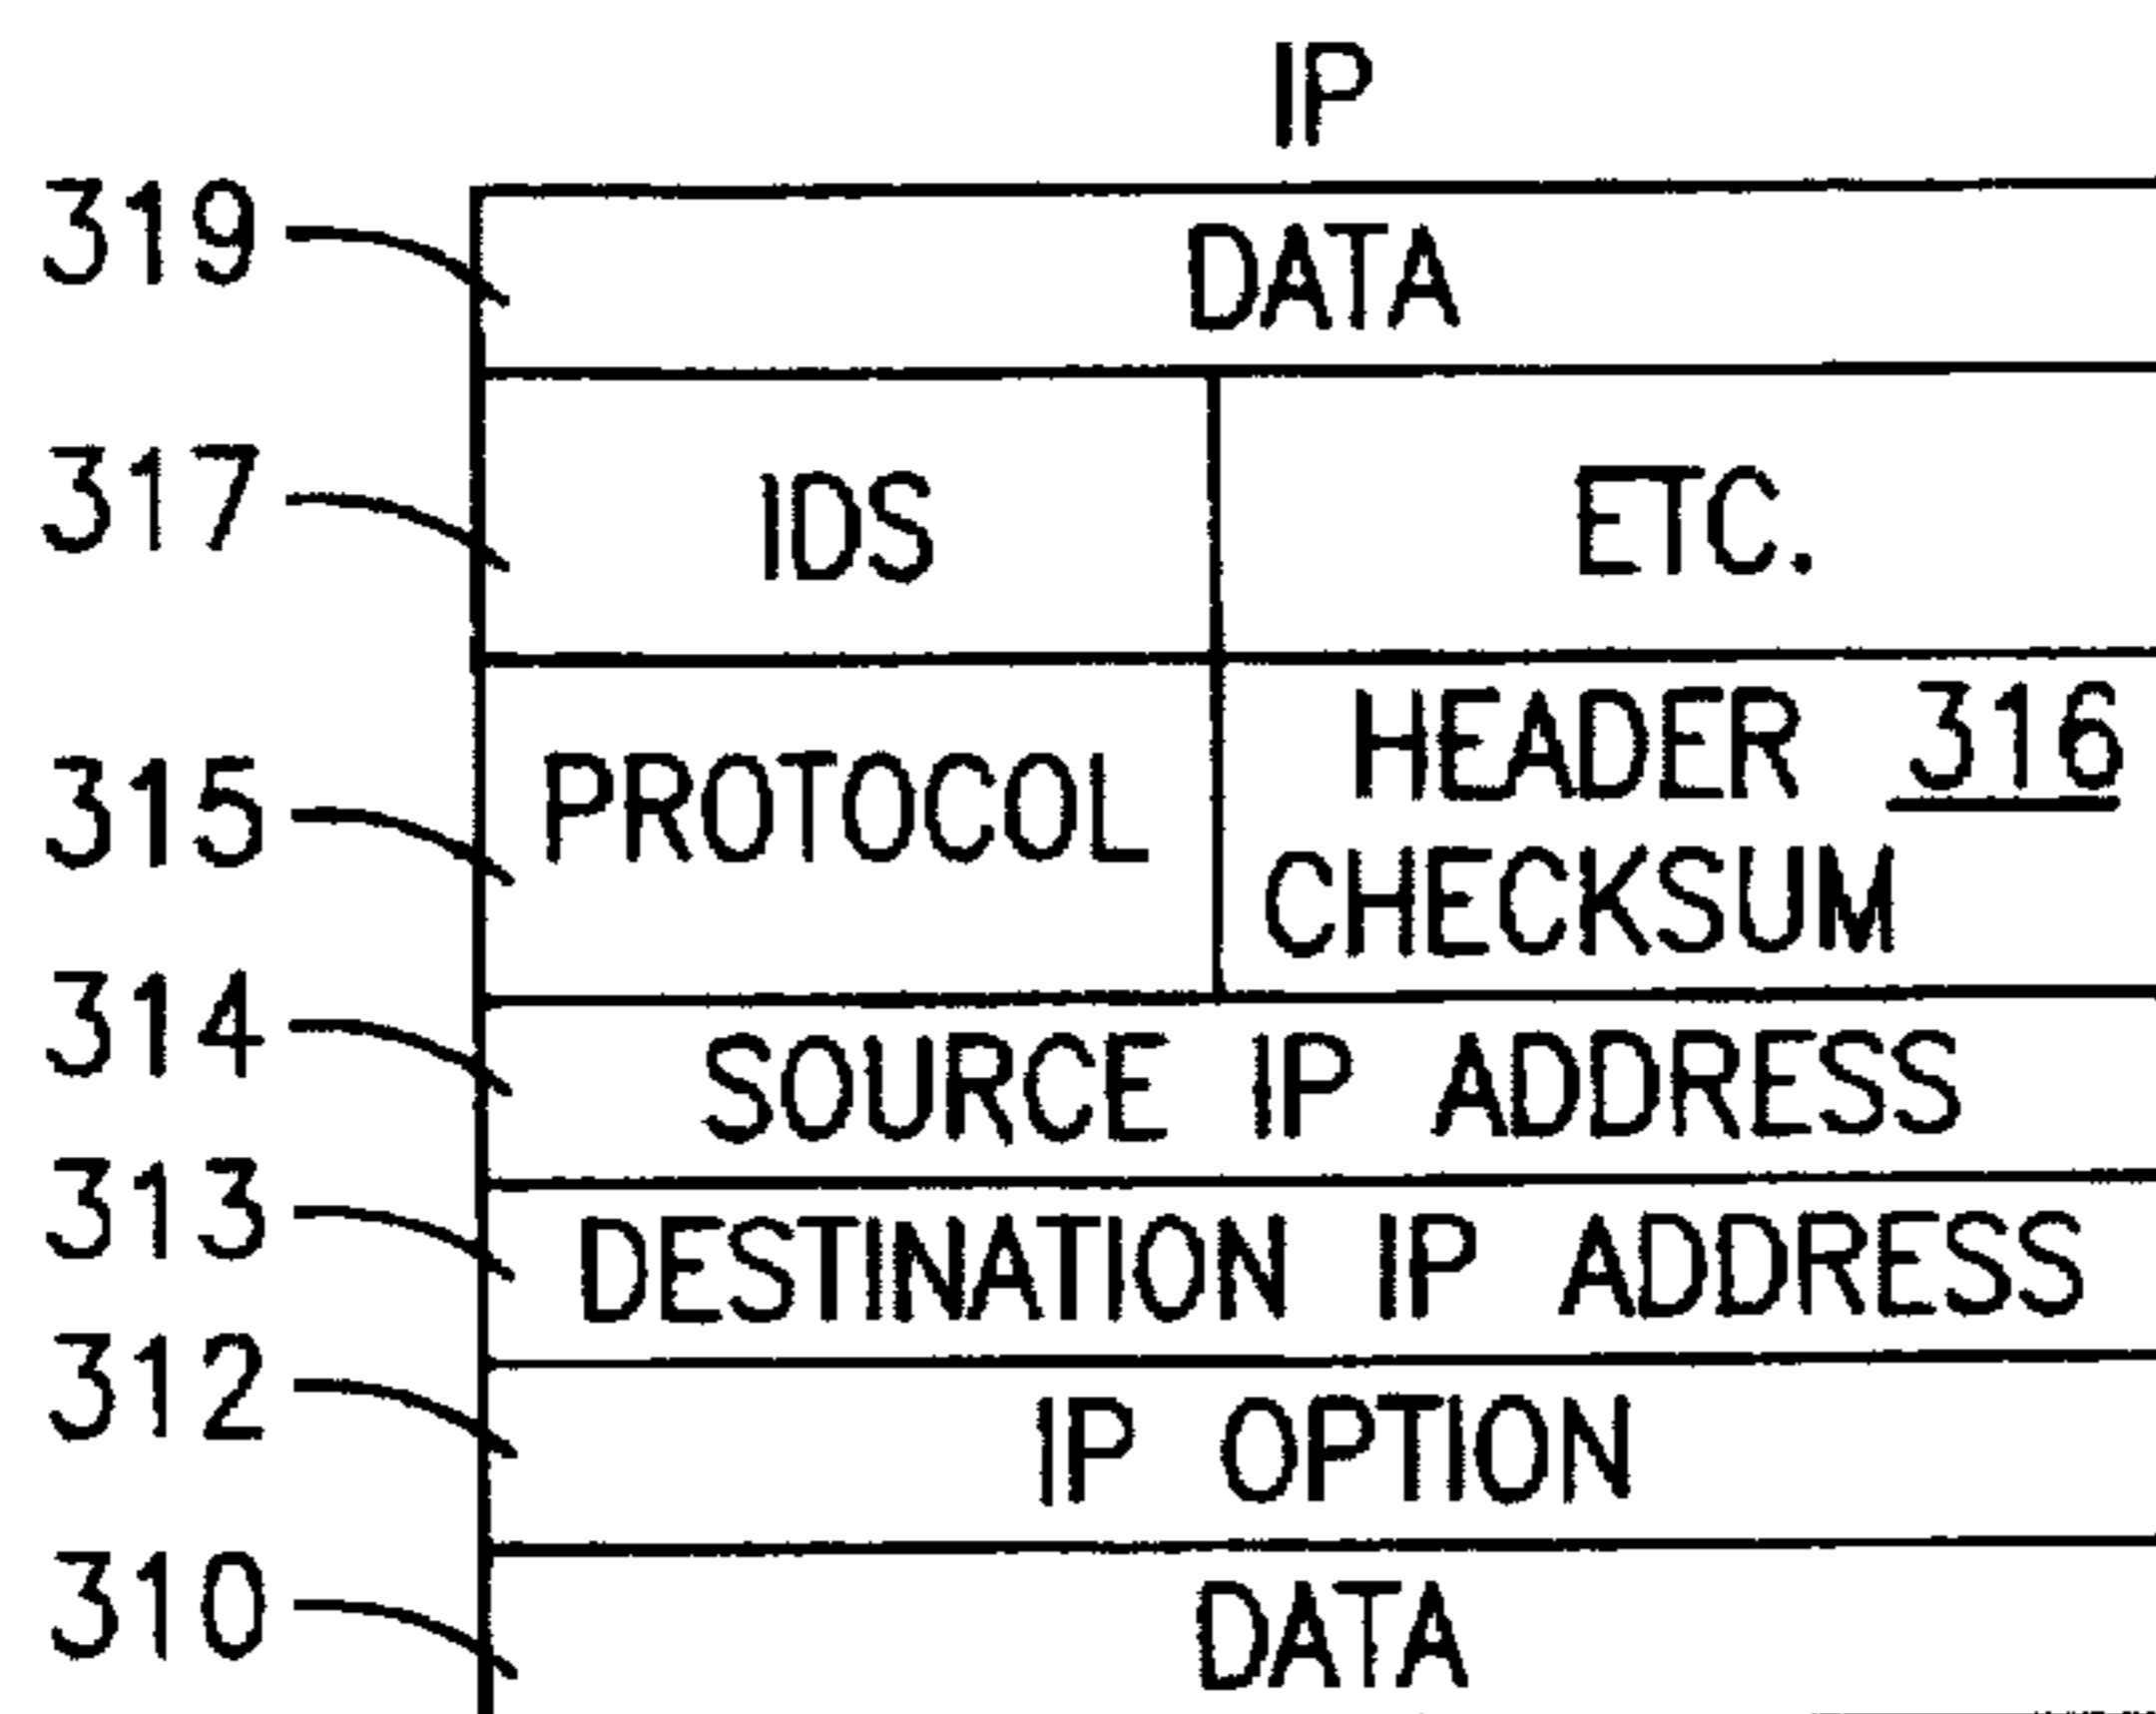 IP
319 DATA
317 IDS ETC.
315 PROTOCOL HEADER 316
CHECKSUM
314 SOURCE IP ADDRESS
313 DESTINATION IP ADDRESS
312 IP OPTION
310 DATA